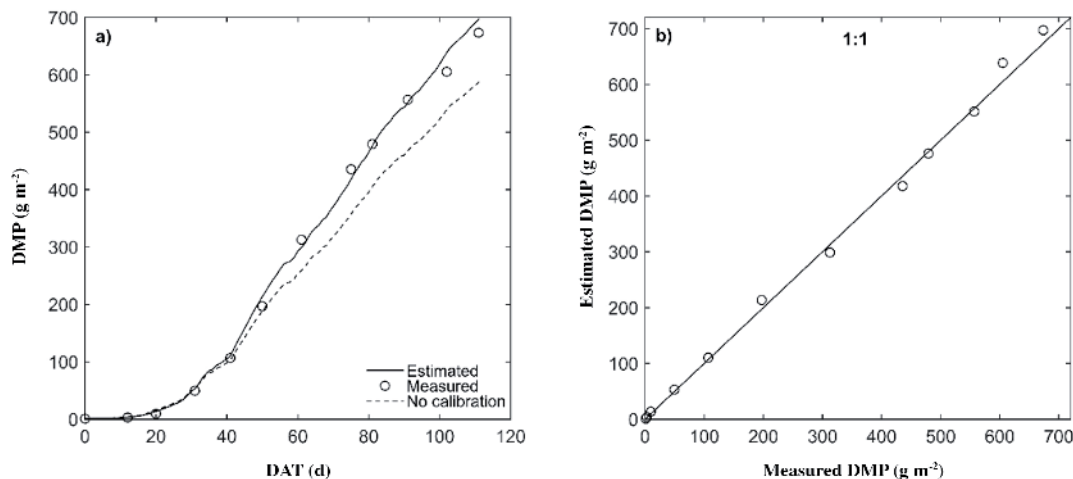 a)
700
600
500
400
300
200
100
0
DMP (g m⁻²)
Estimated
Measured
No calibration
0 20 40 60 80 100 120
DAT (d)
b)
1:1
700
600
500
400
300
200
100
0
Estimated DMP (g m⁻²)
0 100 200 300 400 500 600 700
Measured DMP (g m⁻²)